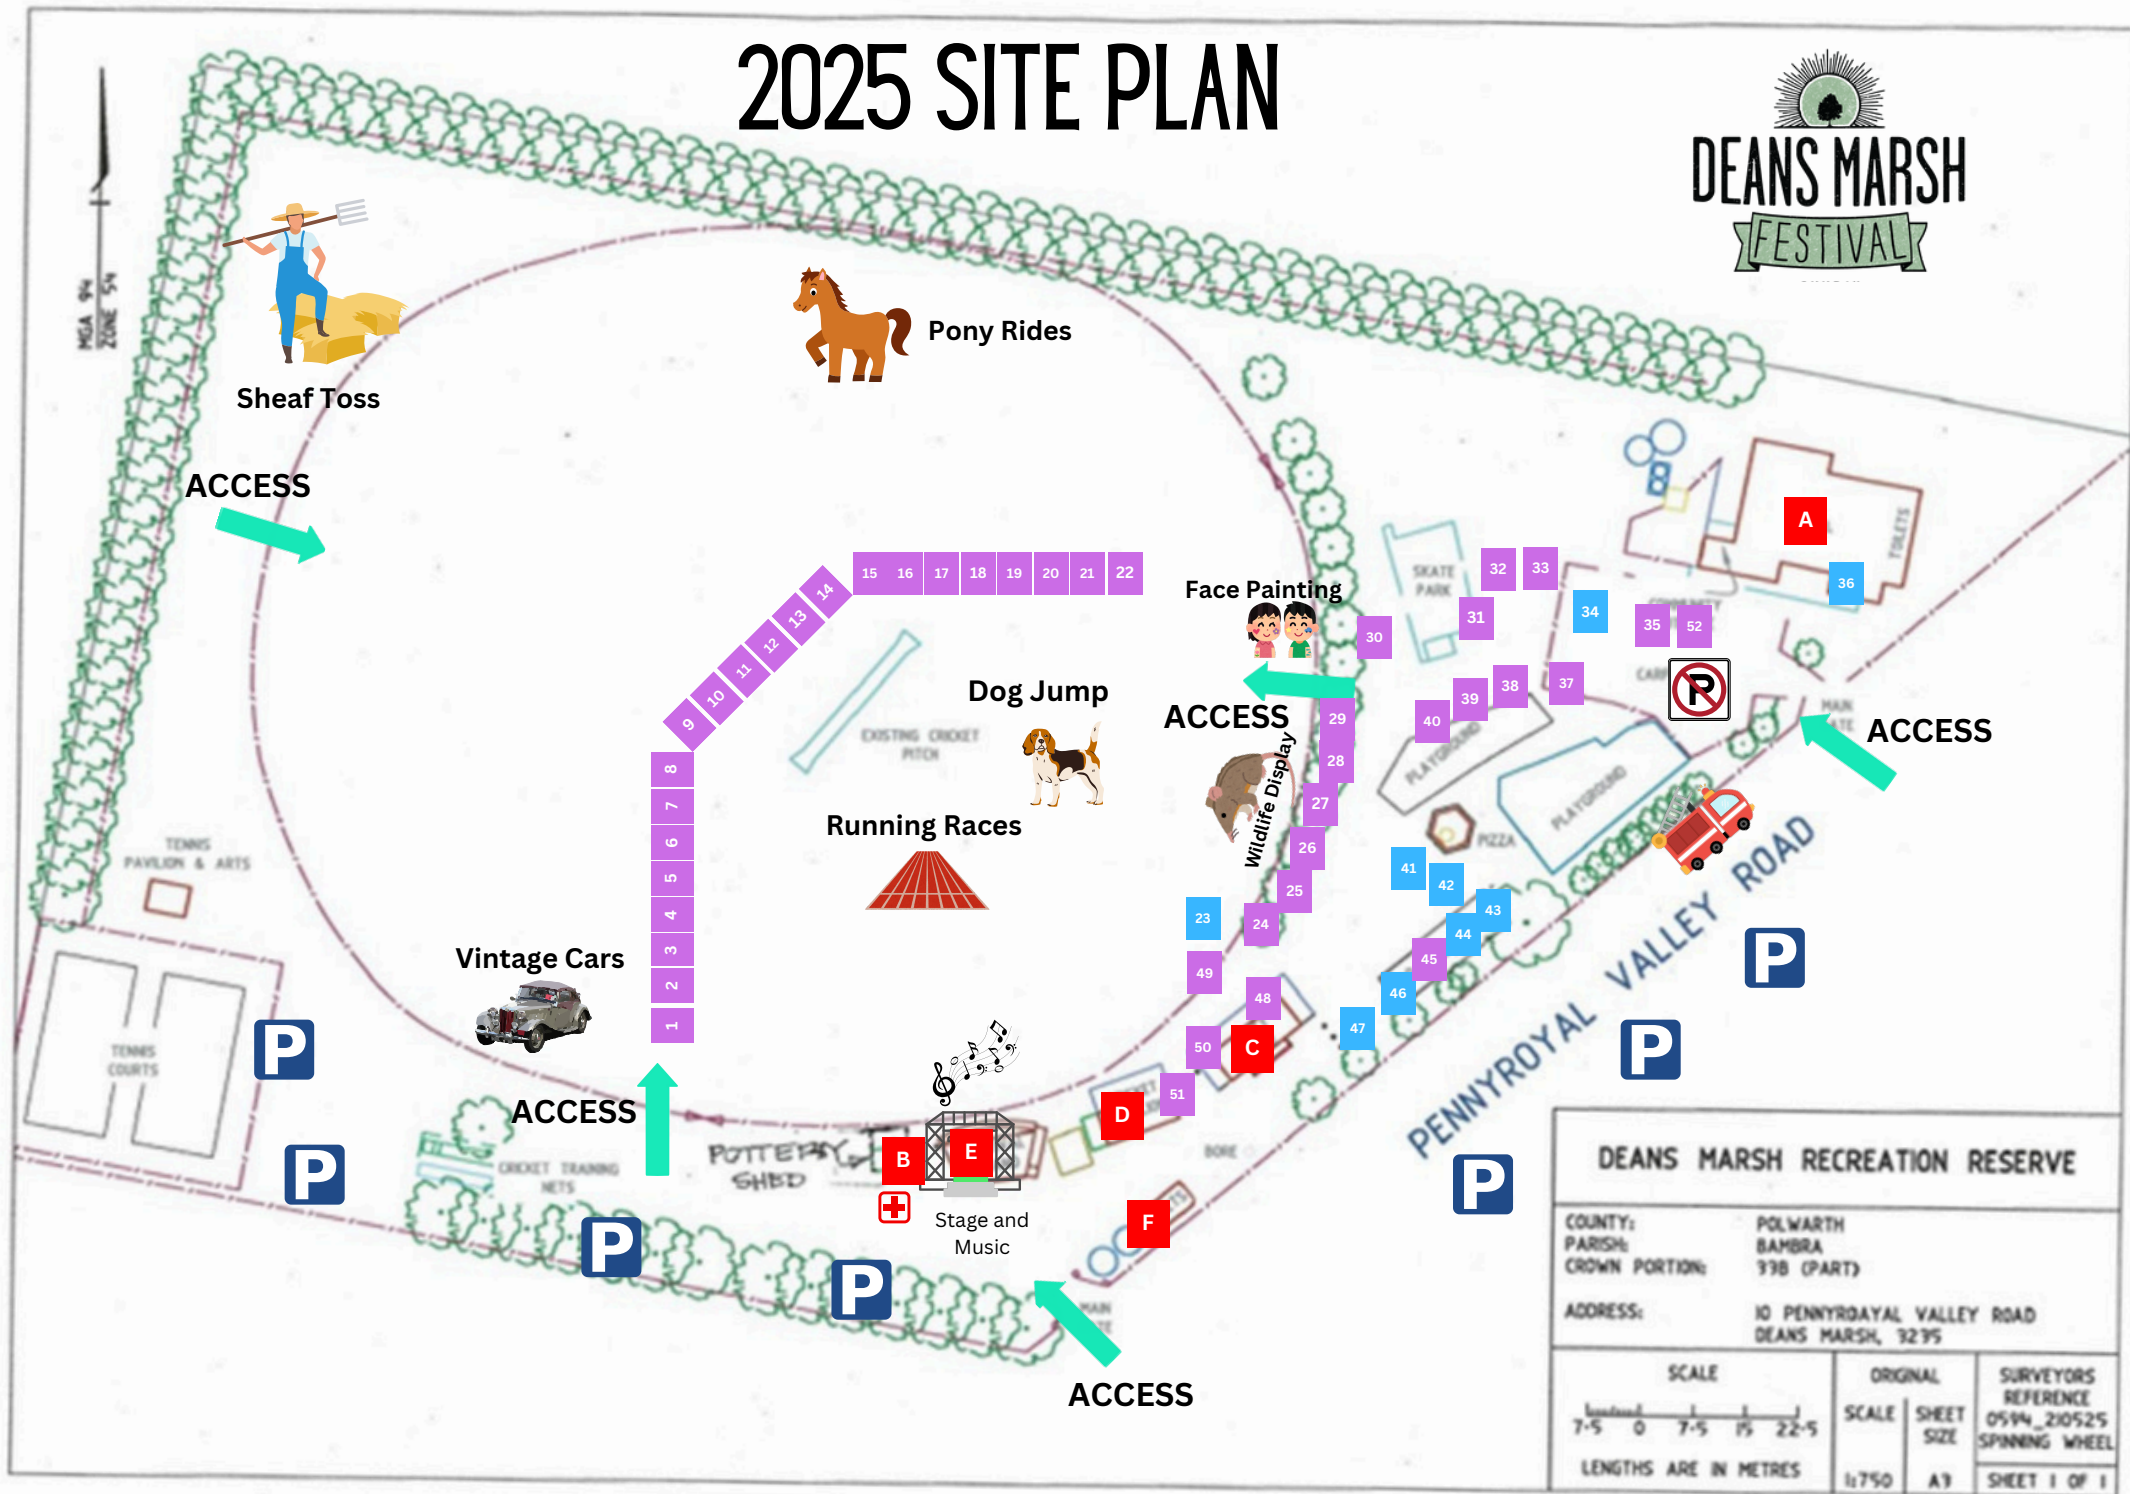 2025 SITE PLAN
DEANS MARSH
FESTIVAL
MGA 94
ZONE 54
Sheaf Toss
Pony Rides
ACCESS
A
TOILETS
SKATE
PARK
Face Painting
15 16 17 18 19 20 21 22
14
13
12
11
10
9
8
7
6
5
4
3
2
1
30
31
32
33
34
35
52
36
37
38
39
40
P
MAIN
ACCESS
ACCESS
Dog Jump
EXISTING CRICKET
PITCH
Running Races
29
28
27
26
25
24
23
Wildlife Display
PLAYGROUND
PLAYGROUND
PIZZA
41
42
43
44
45
46
47
48
49
50
51
C
D
TENNIS
PAVILION & ARTS
TENNIS
COURTS
Vintage Cars
ACCESS
P
P
P
P
P
P
P
PENNYROYAL VALLEY ROAD
CRICKET TRAINING
NETS
POTTERY
SHED
B
E
Stage and
Music
BORE
F
MAIN
ACCESS
DEANS MARSH RECREATION RESERVE
COUNTY: POLWARTH
PARISH: BAMBRA
CROWN PORTION: 33B (PART)
ADDRESS: 10 PENNYROAYAL VALLEY ROAD
DEANS MARSH, 3235
SCALE
7-5 0 7-5 15 22-5
LENGTHS ARE IN METRES
ORIGINAL
SCALE
SHEET
SIZE
1:750
A3
SURVEYORS
REFERENCE
0594_210525
SPINNING WHEEL
SHEET 1 OF 1